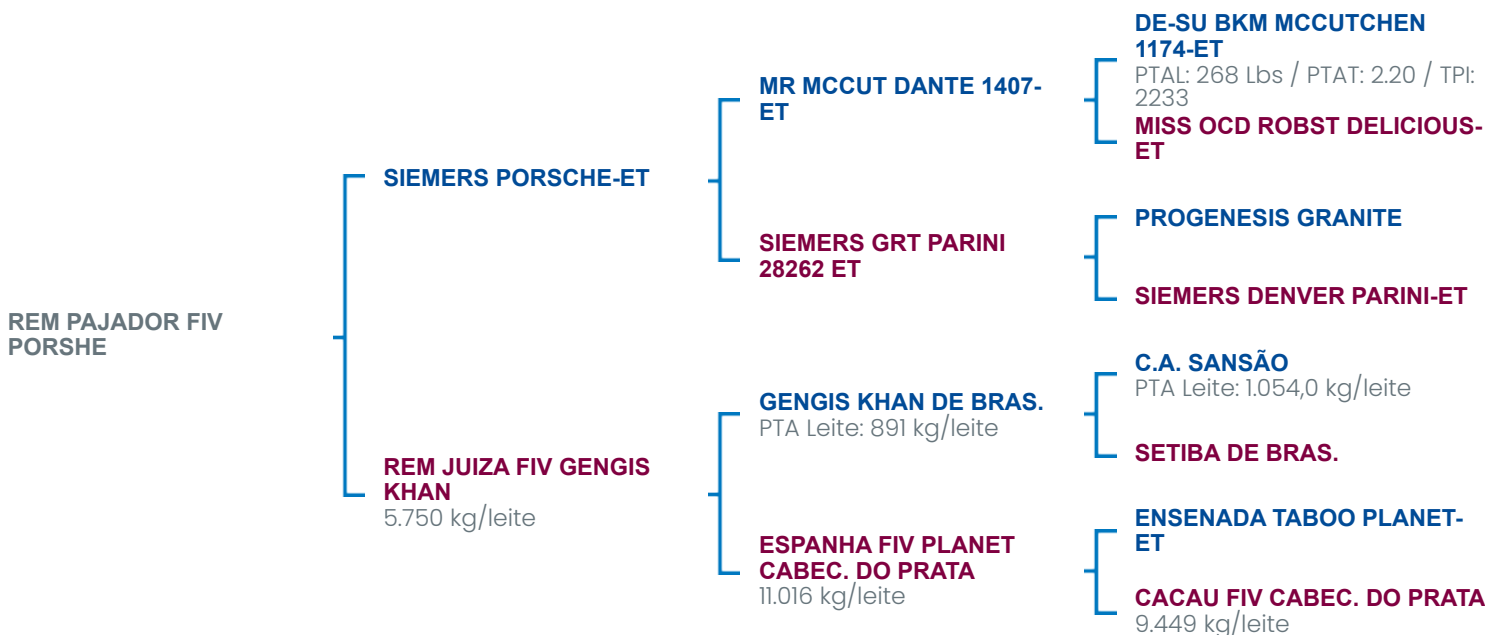 REM PAJADOR FIV
PORSHE
SIEMERS PORSCHE-ET
REM JUIZA FIV GENGIS
KHAN
5.750 kg/leite
MR MCCUT DANTE 1407-
ET
SIEMERS GRT PARINI
28262 ET
GENGIS KHAN DE BRAS.
PTA Leite: 891 kg/leite
ESPANHA FIV PLANET
CABEC. DO PRATA
11.016 kg/leite
DE-SU BKM MCCUTCHEN
1174-ET
PTAL: 268 Lbs / PTAT: 2.20 / TPI:
2233
MISS OCD ROBST DELICIOUS-
ET
PROGENESIS GRANITE
SIEMERS DENVER PARINI-ET
C.A. SANSÃO
PTA Leite: 1.054,0 kg/leite
SETIBA DE BRAS.
ENSENADA TABOO PLANET-
ET
CACAU FIV CABEC. DO PRATA
9.449 kg/leite